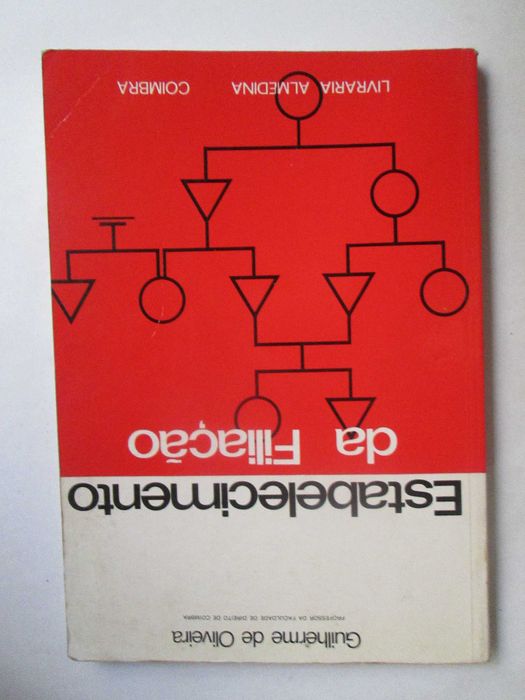 Guilherme de Oliveira
PROFESSOR DA FACULDADE DE DIREITO DE COIMBRA
Estabelecimento
da Filiação
LIVRARIA ALMEDINA COIMBRA